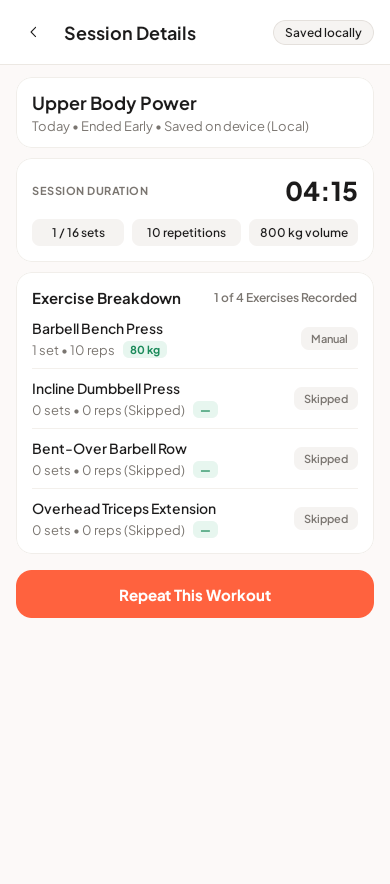 Session Details
Saved locally
Upper Body Power
Today • Ended Early • Saved on device (Local)
SESSION DURATION
04:15
1 / 16 sets
10 repetitions
800 kg volume
Exercise Breakdown
1 of 4 Exercises Recorded
Barbell Bench Press
1 set • 10 reps
80 kg
Manual
Incline Dumbbell Press
0 sets • 0 reps (Skipped)
—
Skipped
Bent-Over Barbell Row
0 sets • 0 reps (Skipped)
—
Skipped
Overhead Triceps Extension
0 sets • 0 reps (Skipped)
—
Skipped
Repeat This Workout